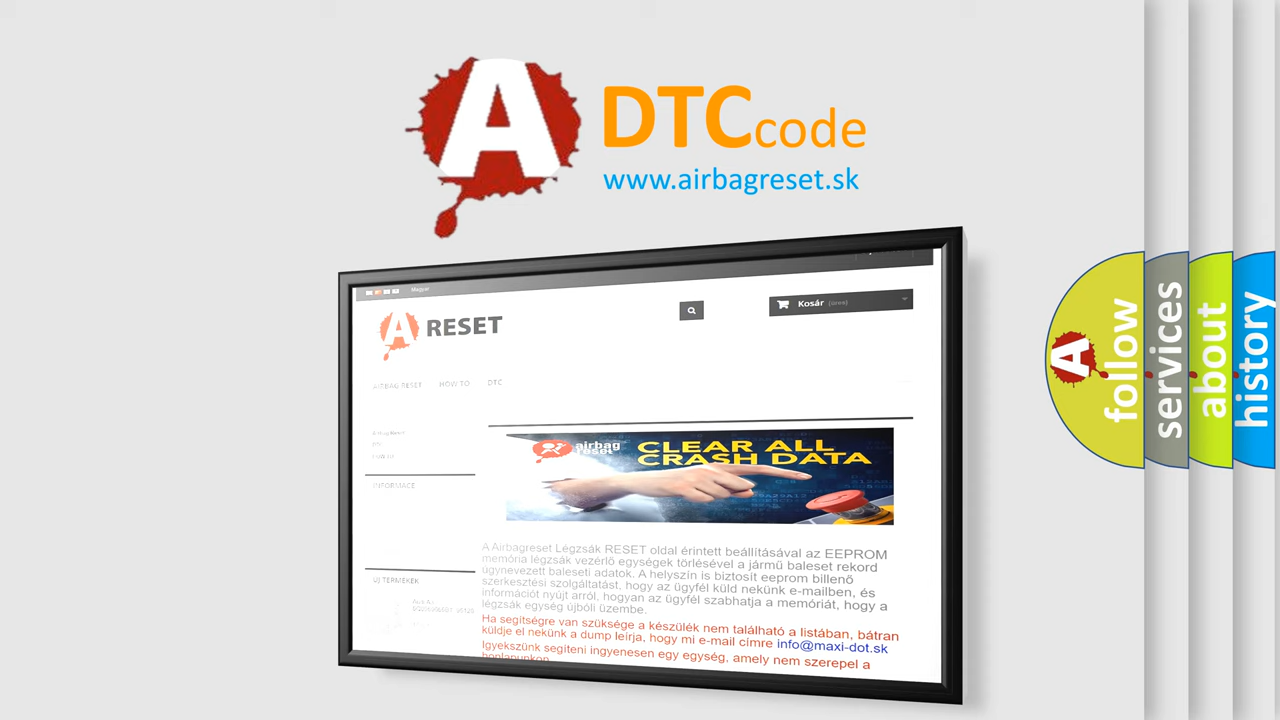 A DTCcode
www.airbagreset.sk
Magyar
A RESET
Kosár (üres)
AIRBAG RESET HOW TO DTC
INFORMACE
ÚJ TERMÉKEK
airbag
reset
CLEAR ALL
CRASH DATA
A Airbagreset Légzsák RESET oldal érintett beállításával az EEPROM
memória légzsák vezérlő egységek törlésével a jármű baleset rekord
úgynevezett baleseti adatok. A helyszín is biztosít eeprom billenő
szerkesztési szolgáltatást, hogy az ügyfél küld nekünk e-mailben, és
információt nyújt arról, hogyan az ügyfél szabhatja a memóriát, hogy a
légzsák egység újbóli üzembe.
Ha segítségre van szüksége a készülék nem található a listában, bátran
küldje el nekünk a dump leírja, hogy mi e-mail címre info@maxi-dot.sk
Igyekszünk segíteni ingyenesen egy egység, amely nem szerepel a
honlapunkon
A follow
services
about
history